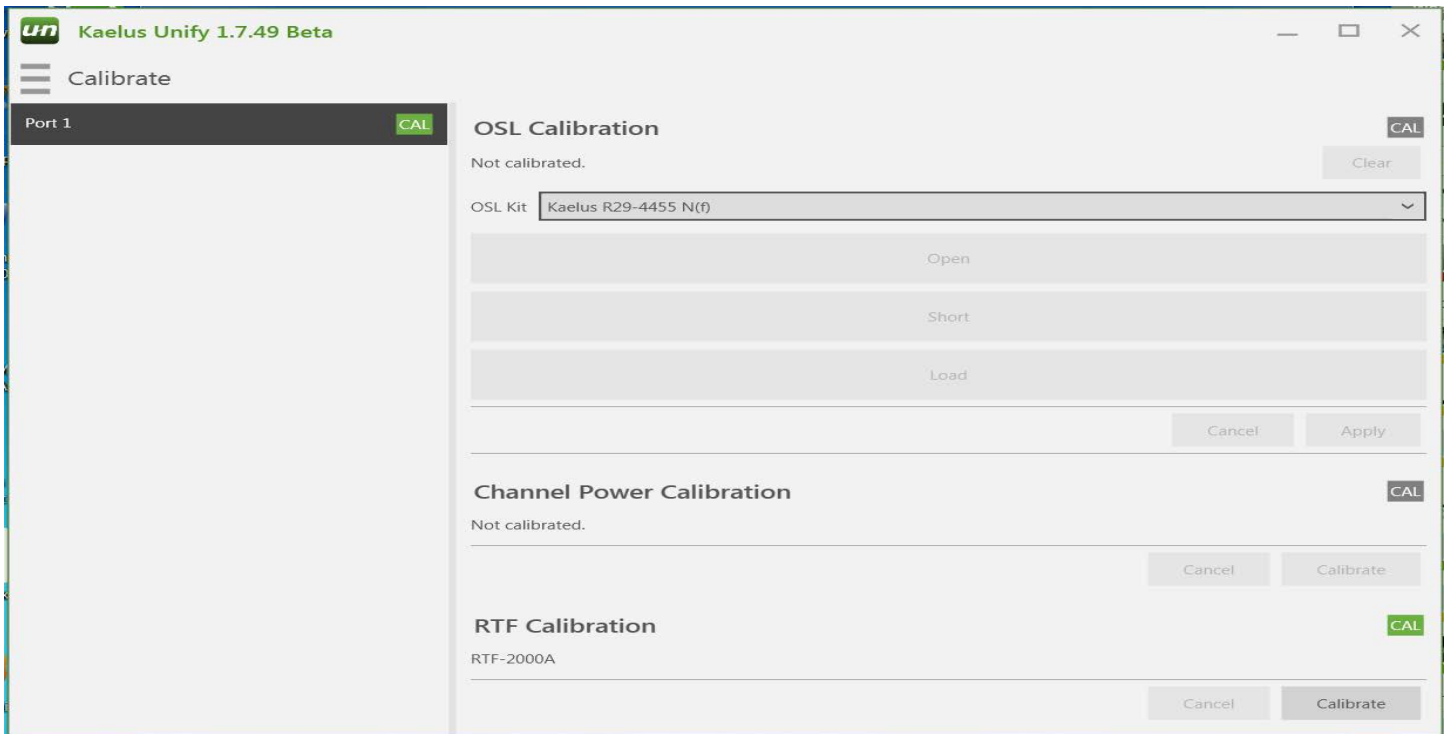 un Kaelus Unify 1.7.49 Beta
Calibrate
Port 1 CAL
OSL Calibration CAL
Not calibrated. Clear
OSL Kit Kaelus R29-4455 N(f)
Open
Short
Load
Cancel Apply
Channel Power Calibration CAL
Not calibrated.
Cancel Calibrate
RTF Calibration CAL
RTF-2000A
Cancel Calibrate